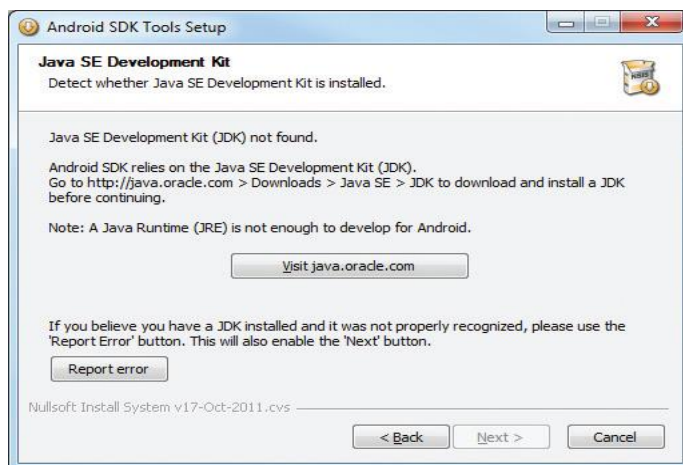 Android SDK Tools Setup
Java SE Development Kit
Detect whether Java SE Development Kit is installed.
NSIS
Java SE Development Kit (JDK) not found.
Android SDK relies on the Java SE Development Kit (JDK).
Go to http://java.oracle.com > Downloads > Java SE > JDK to download and install a JDK
before continuing.
Note: A Java Runtime (JRE) is not enough to develop for Android.
Visit java.oracle.com
If you believe you have a JDK installed and it was not properly recognized, please use the
'Report Error' button. This will also enable the 'Next' button.
Report error
Nullsoft Install System v17-Oct-2011.cvs
< Back
Next >
Cancel